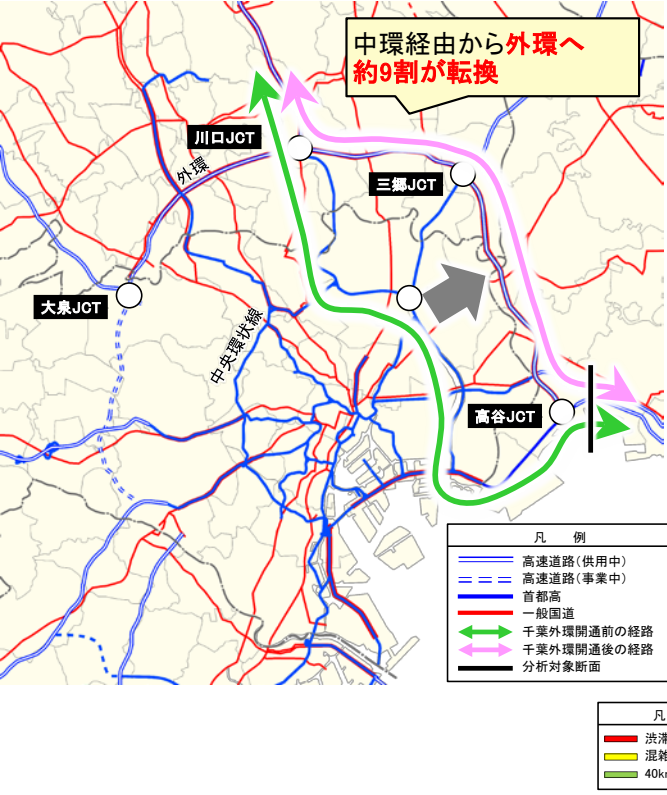 中環経由から外環へ
約9割が転換
川口JCT
外環
三郷JCT
大泉JCT
中央環状線
高谷JCT
凡 例
高速道路(供用中)
高速道路(事業中)
首都高
一般国道
千葉外環開通前の経路
千葉外環開通後の経路
分析対象断面
凡
渋滞
混雑
40k